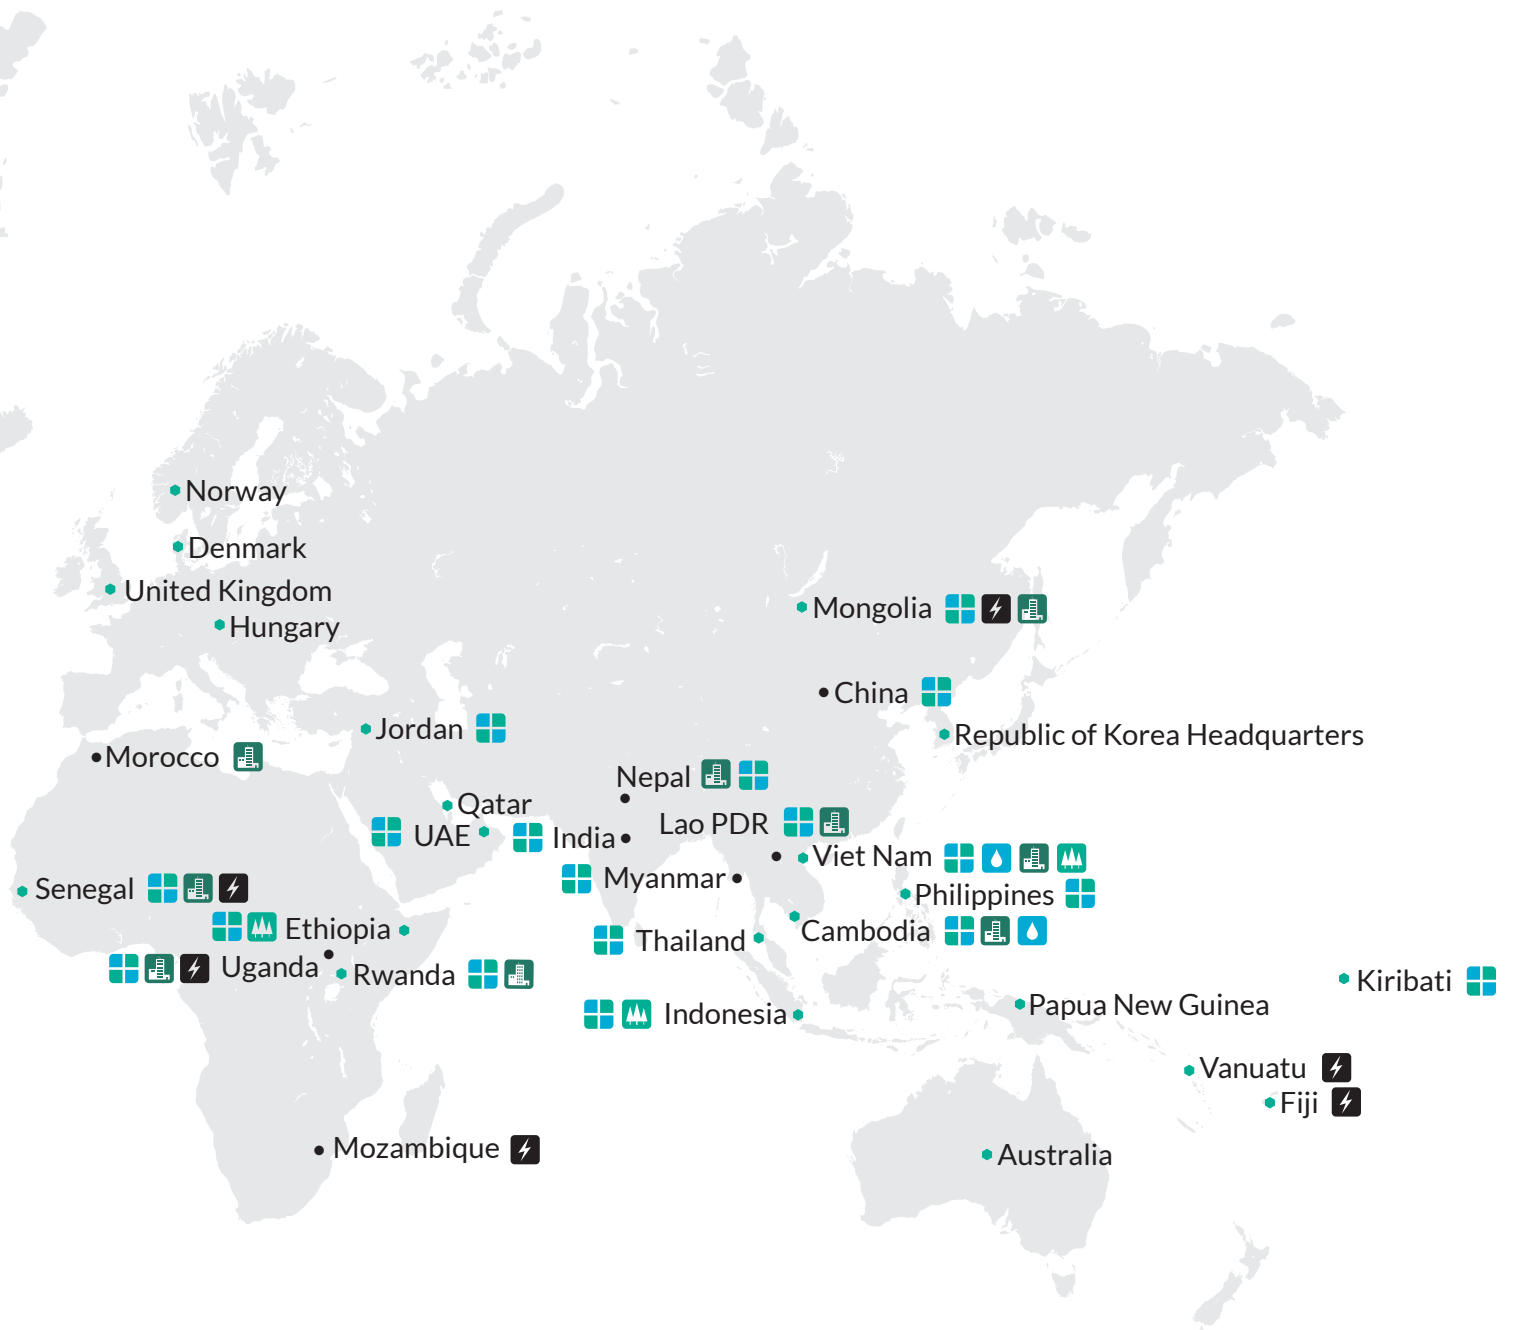 Norway
Denmark
United Kingdom
Hungary
Mongolia
China
Jordan
Republic of Korea Headquarters
Morocco
Nepal
Qatar
Lao PDR
UAE
India
Viet Nam
Myanmar
Senegal
Philippines
Ethiopia
Cambodia
Thailand
Uganda
Rwanda
Kiribati
Papua New Guinea
Indonesia
Vanuatu
Fiji
Mozambique
Australia